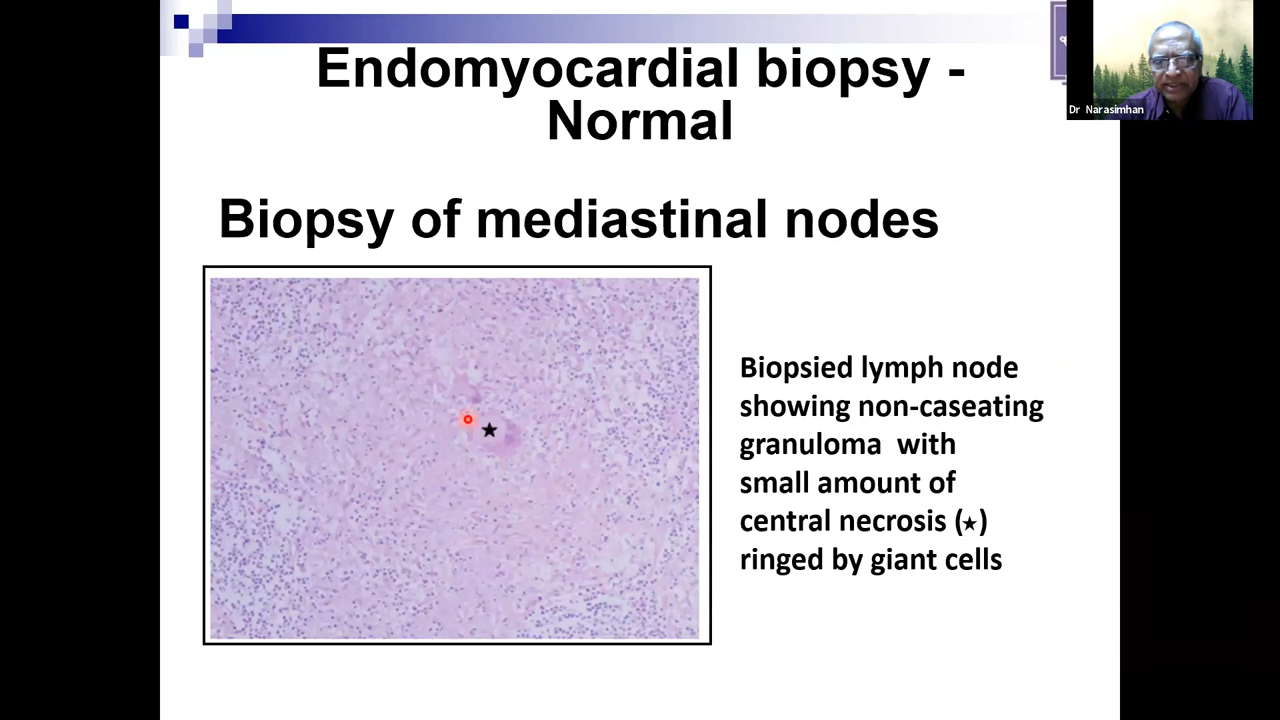 Endomyocardial biopsy -
Normal
Dr Narasimhan
Biopsy of mediastinal nodes
Biopsied lymph node
showing non-caseating
granuloma with
small amount of
central necrosis (★)
ringed by giant cells